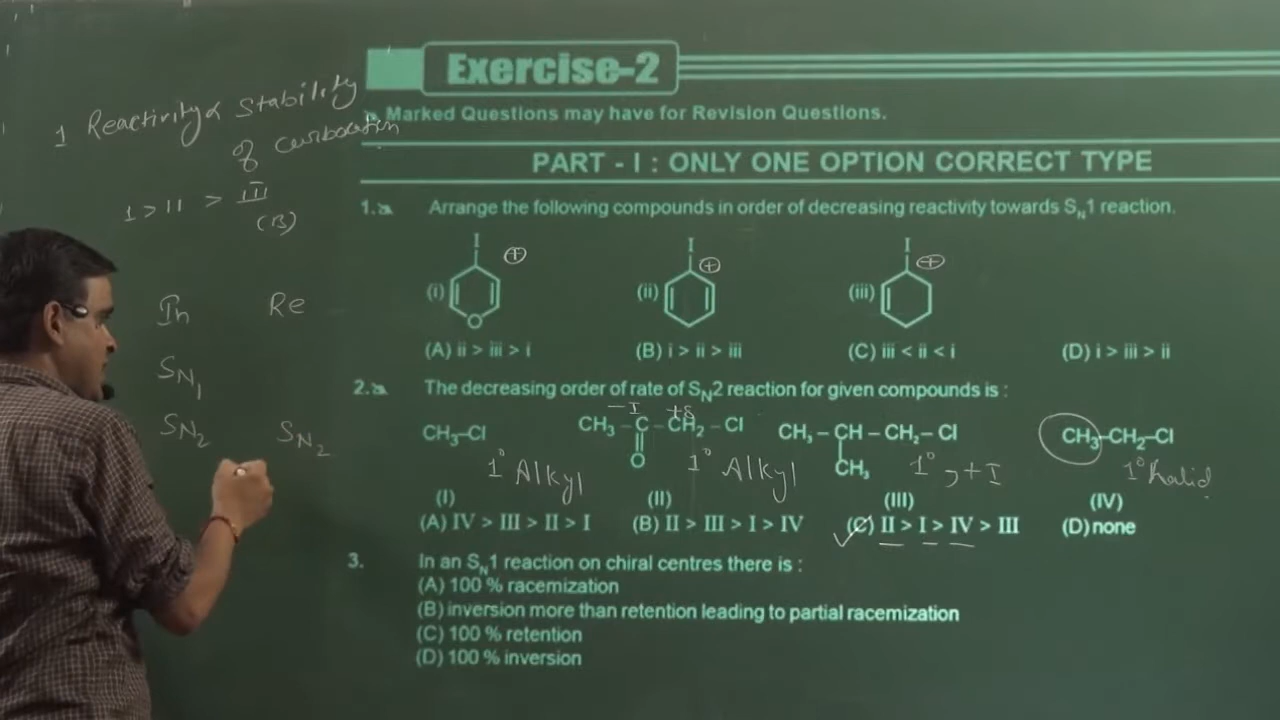 Exercise-2
Marked Questions may have for Revision Questions.
PART - I : ONLY ONE OPTION CORRECT TYPE
1 Reactivity ∝ Stability
of carbocation
I > II > III
(B)
In Re
SN1
SN2 SN2
1. Arrange the following compounds in order of decreasing reactivity towards SN1 reaction.
I ⊕ I ⊕ I ⊕
(i) (ii) (iii)
O
(A) ii > iii > i (B) i > ii > iii (C) iii < ii < i (D) i > iii > ii
2. The decreasing order of rate of SN2 reaction for given compounds is :
-I +δ
CH3–Cl CH3 – C – CH2 – Cl CH3 – CH – CH2 – Cl CH3–CH2–Cl
O CH3
1° Alkyl 1° Alkyl 1° , +I 1° halid
(I) (II) (III) (IV)
(A) IV > III > II > I (B) II > III > I > IV (C) II > I > IV > III (D) none
3. In an SN1 reaction on chiral centres there is :
(A) 100 % racemization
(B) inversion more than retention leading to partial racemization
(C) 100 % retention
(D) 100 % inversion